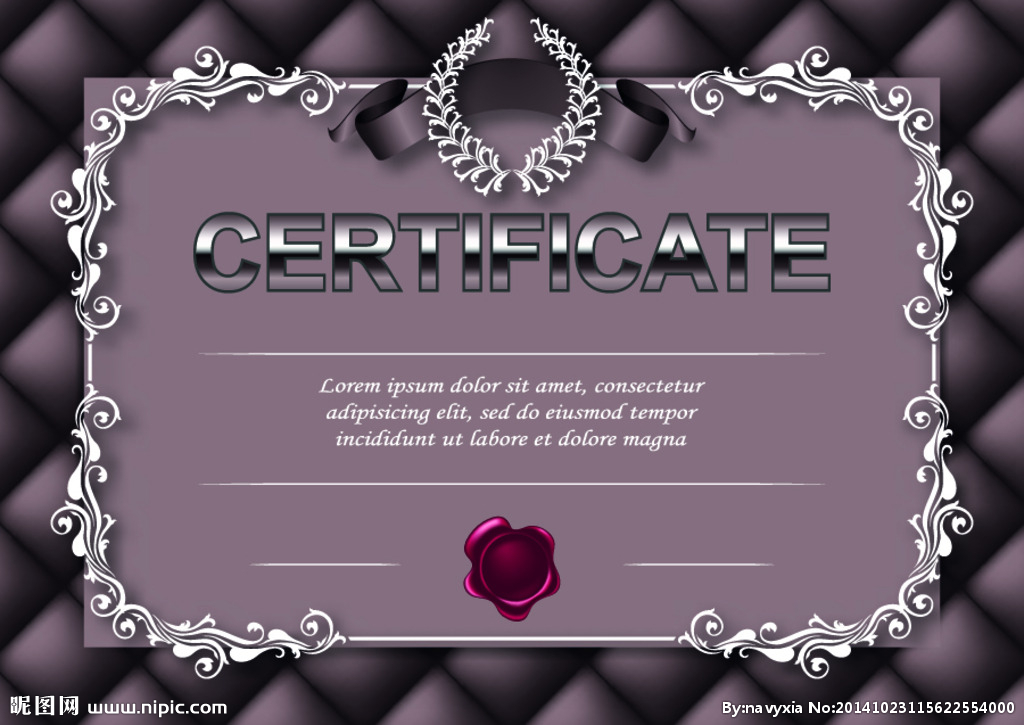 CERTIFICATE
Lorem ipsum dolor sit amet, consectetur
adipisicing elit, sed do eiusmod tempor
incididunt ut labore et dolore magna
昵图网 www.nipic.com
By:navyxia No:20141023115622554000